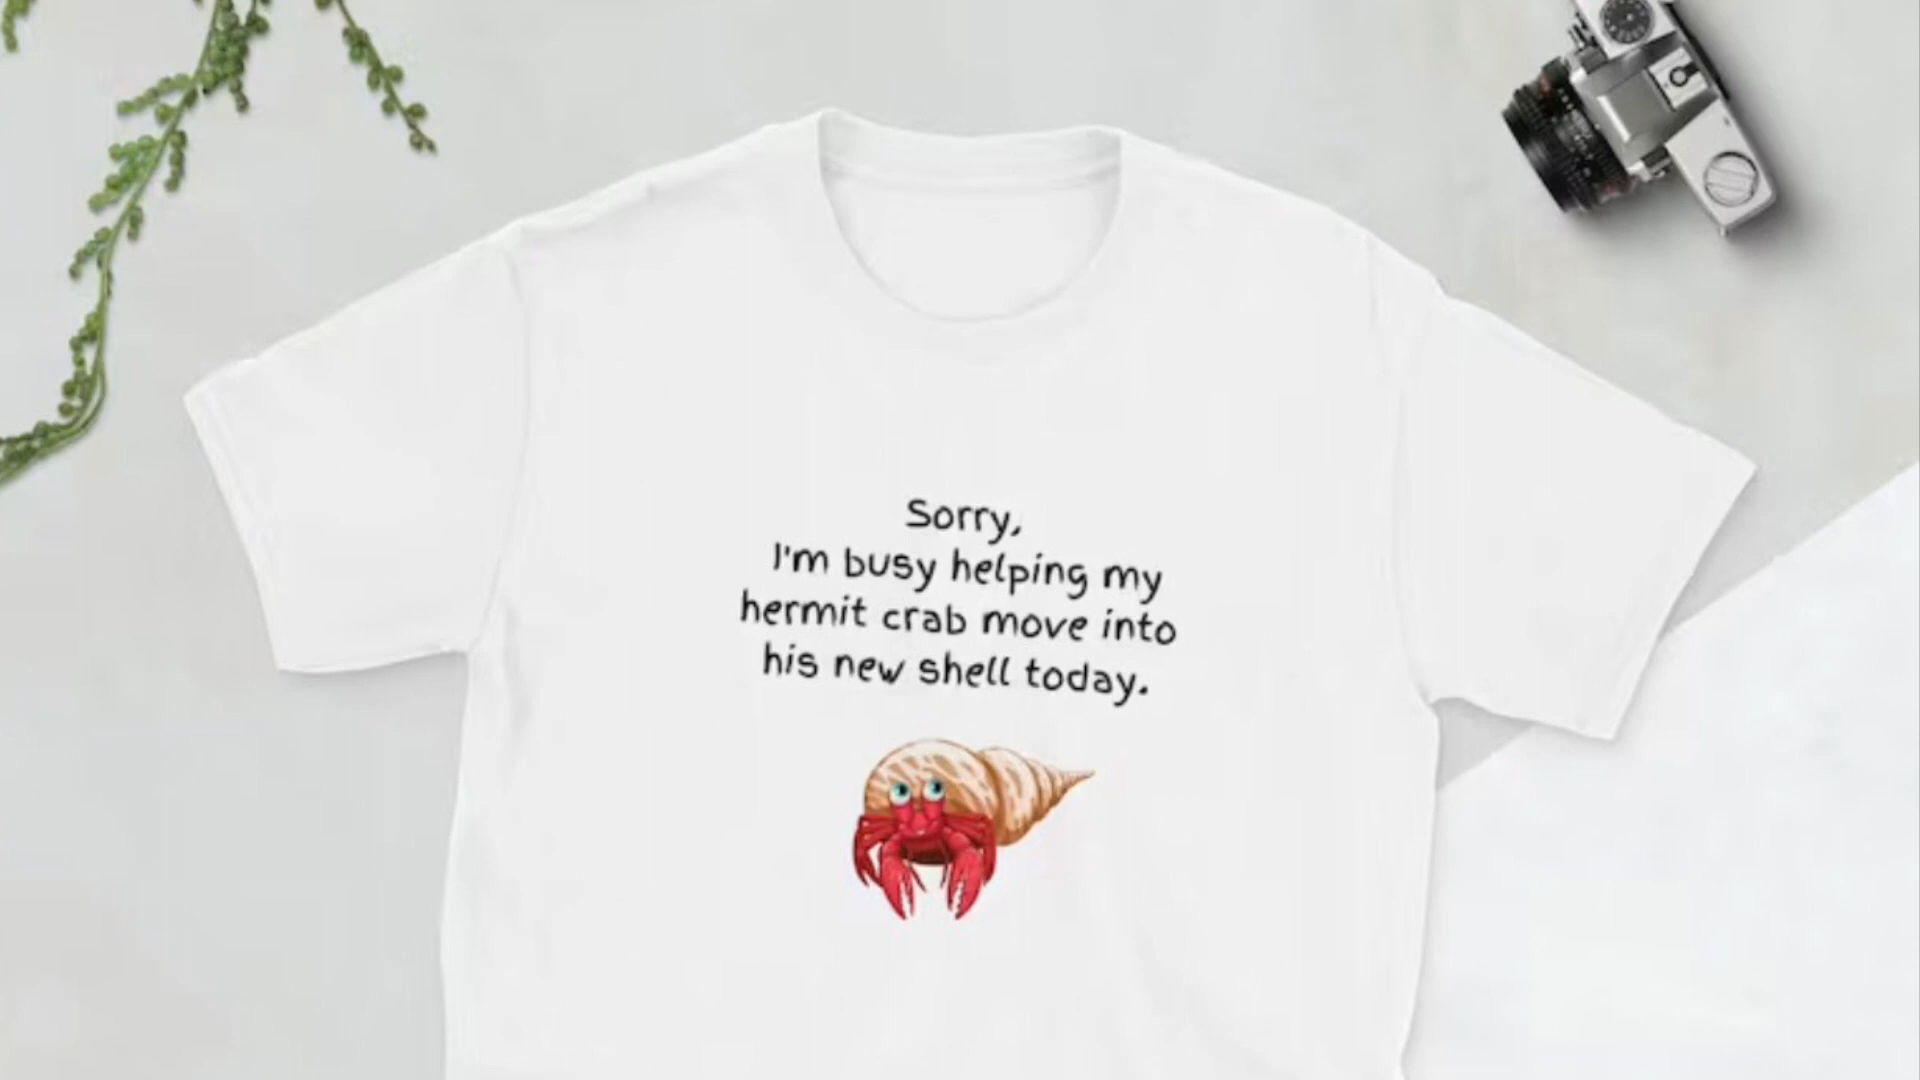 Sorry,
I'm busy helping my
hermit crab move into
his new shell today.